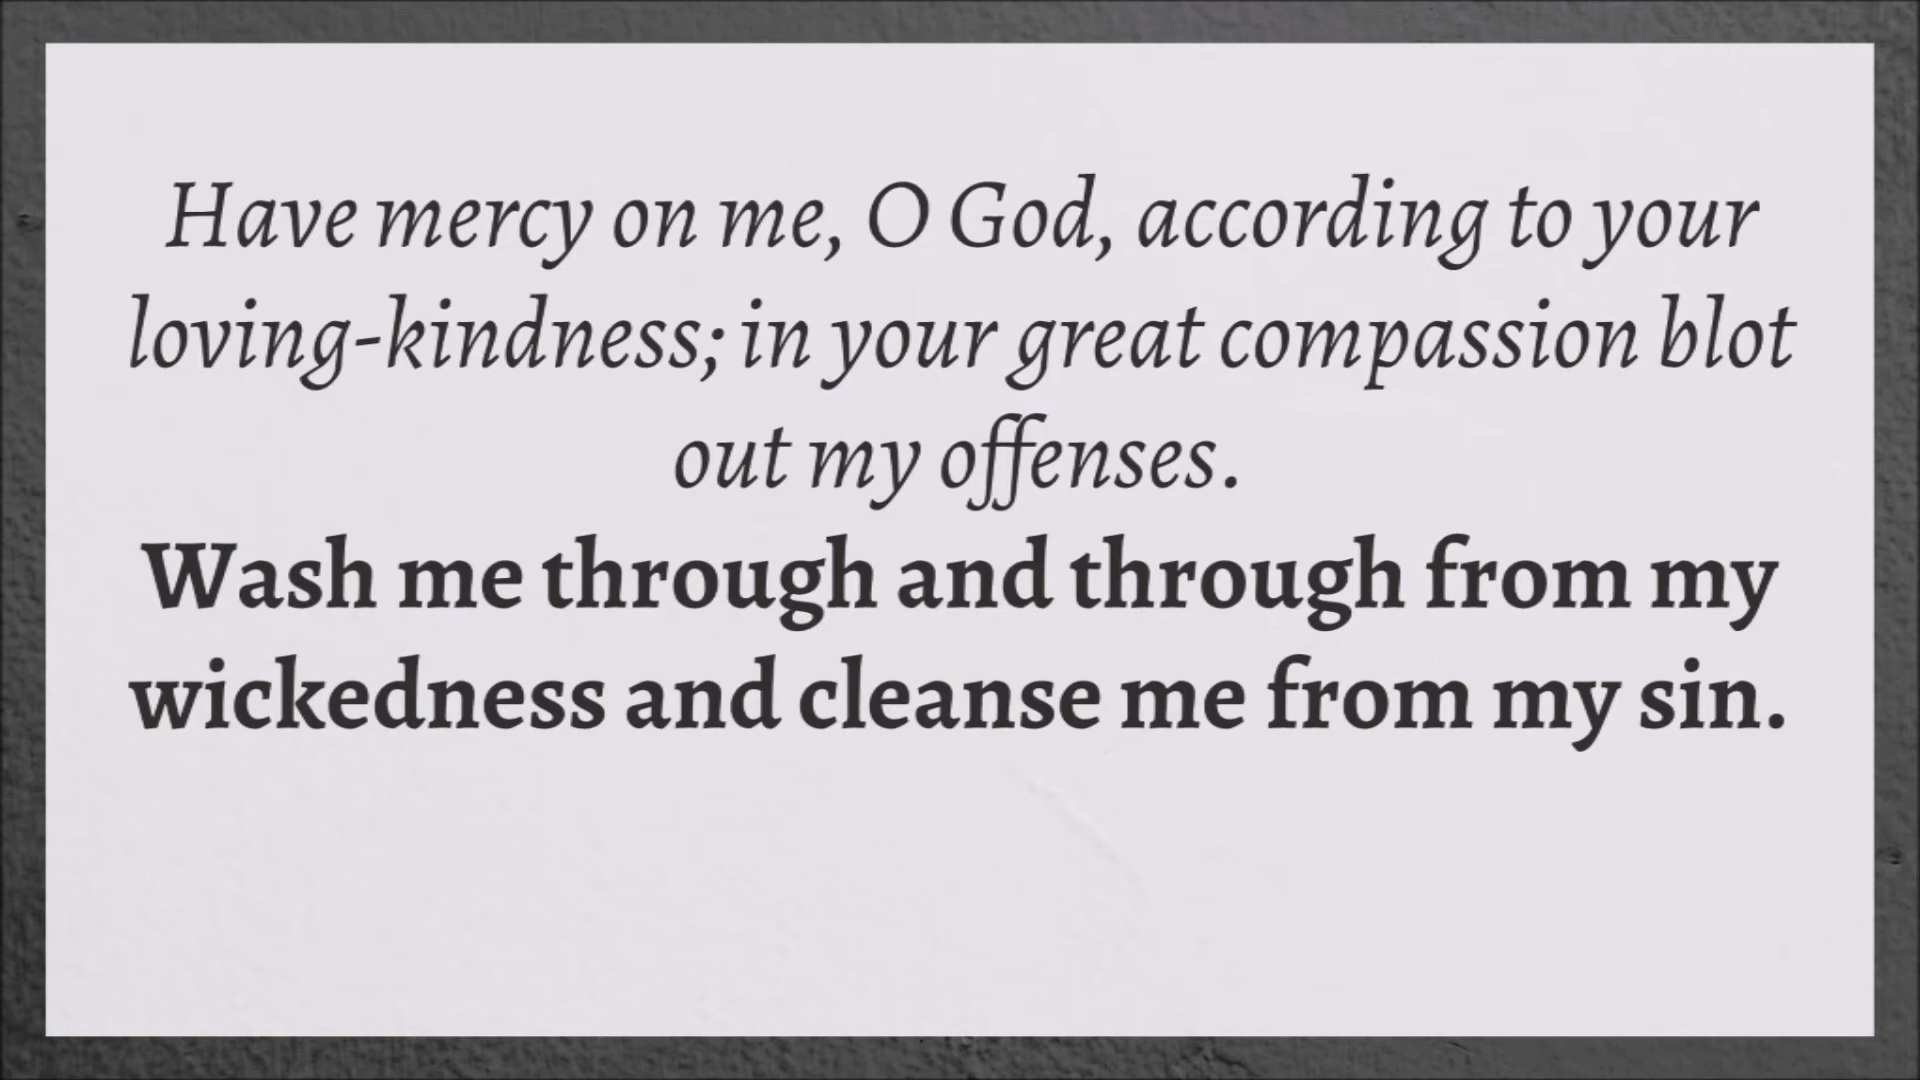 Have mercy on me, O God, according to your
loving-kindness; in your great compassion blot
out my offenses.
Wash me through and through from my
wickedness and cleanse me from my sin.